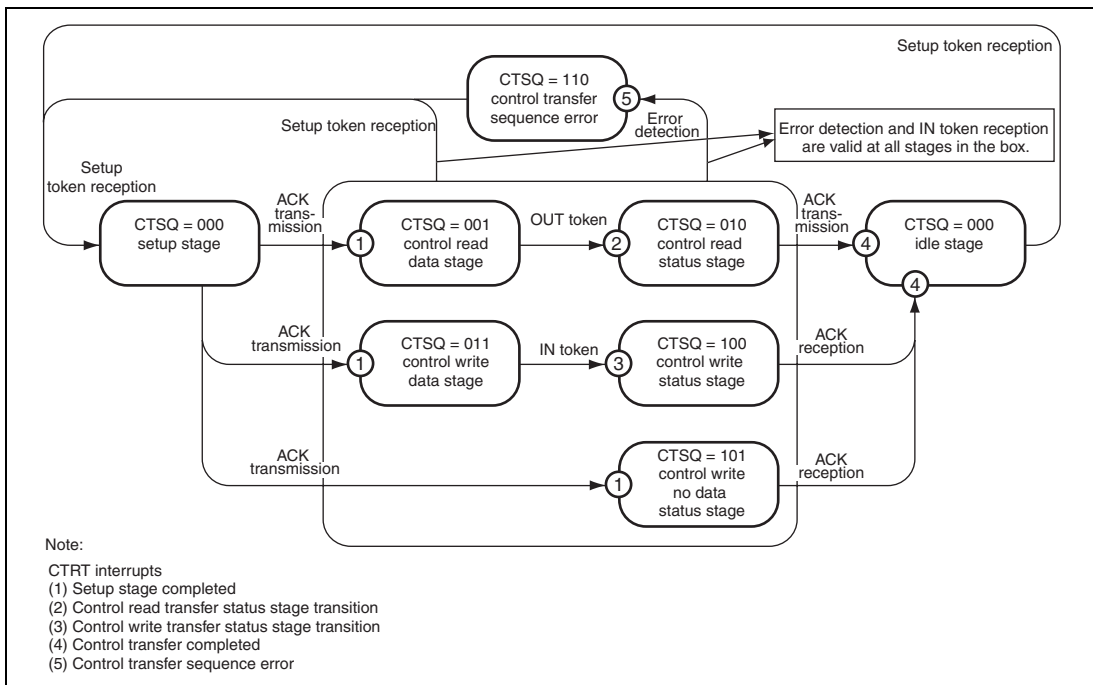 Setup token reception
CTSQ = 110
control transfer
sequence error
5
Setup token reception
Error
detection
Error detection and IN token reception
are valid at all stages in the box.
Setup
token reception
CTSQ = 000
setup stage
ACK
trans-
mission
1
CTSQ = 001
control read
data stage
OUT token
2
CTSQ = 010
control read
status stage
ACK
trans-
mission
4
CTSQ = 000
idle stage
4
ACK
transmission
1
CTSQ = 011
control write
data stage
IN token
3
CTSQ = 100
control write
status stage
ACK
reception
ACK
transmission
1
CTSQ = 101
control write
no data
status stage
ACK
reception
Note:
CTRT interrupts
(1) Setup stage completed
(2) Control read transfer status stage transition
(3) Control write transfer status stage transition
(4) Control transfer completed
(5) Control transfer sequence error